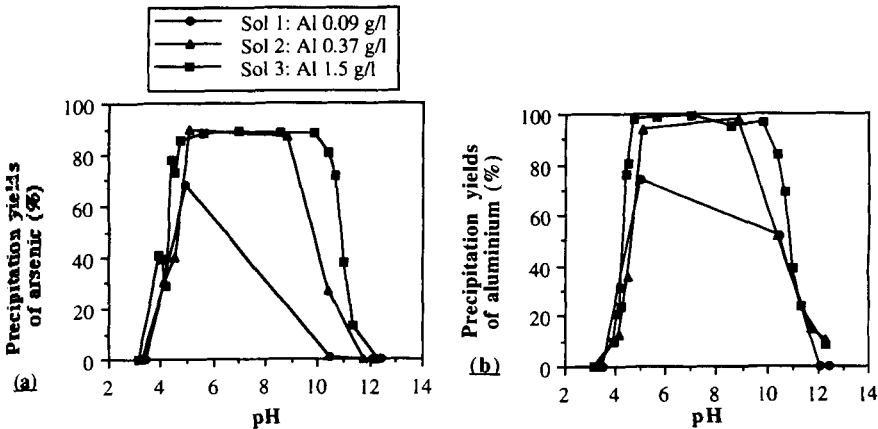 Sol 1: Al 0.09 g/l
Sol 2: Al 0.37 g/l
Sol 3: Al 1.5 g/l
Precipitation yields
of arsenic (%)
100
80
60
40
20
0
2 4 6 8 10 12 14
pH
(a)
Precipitation yields
of aluminium (%)
100
80
60
40
20
0
2 4 6 8 10 12 14
pH
(b)